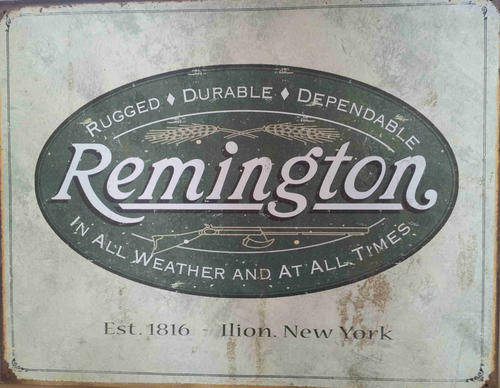 RUGGED ♦ DURABLE ♦ DEPENDABLE
Remington
IN ALL WEATHER AND AT ALL TIMES
Est. 1816 - Ilion. New York